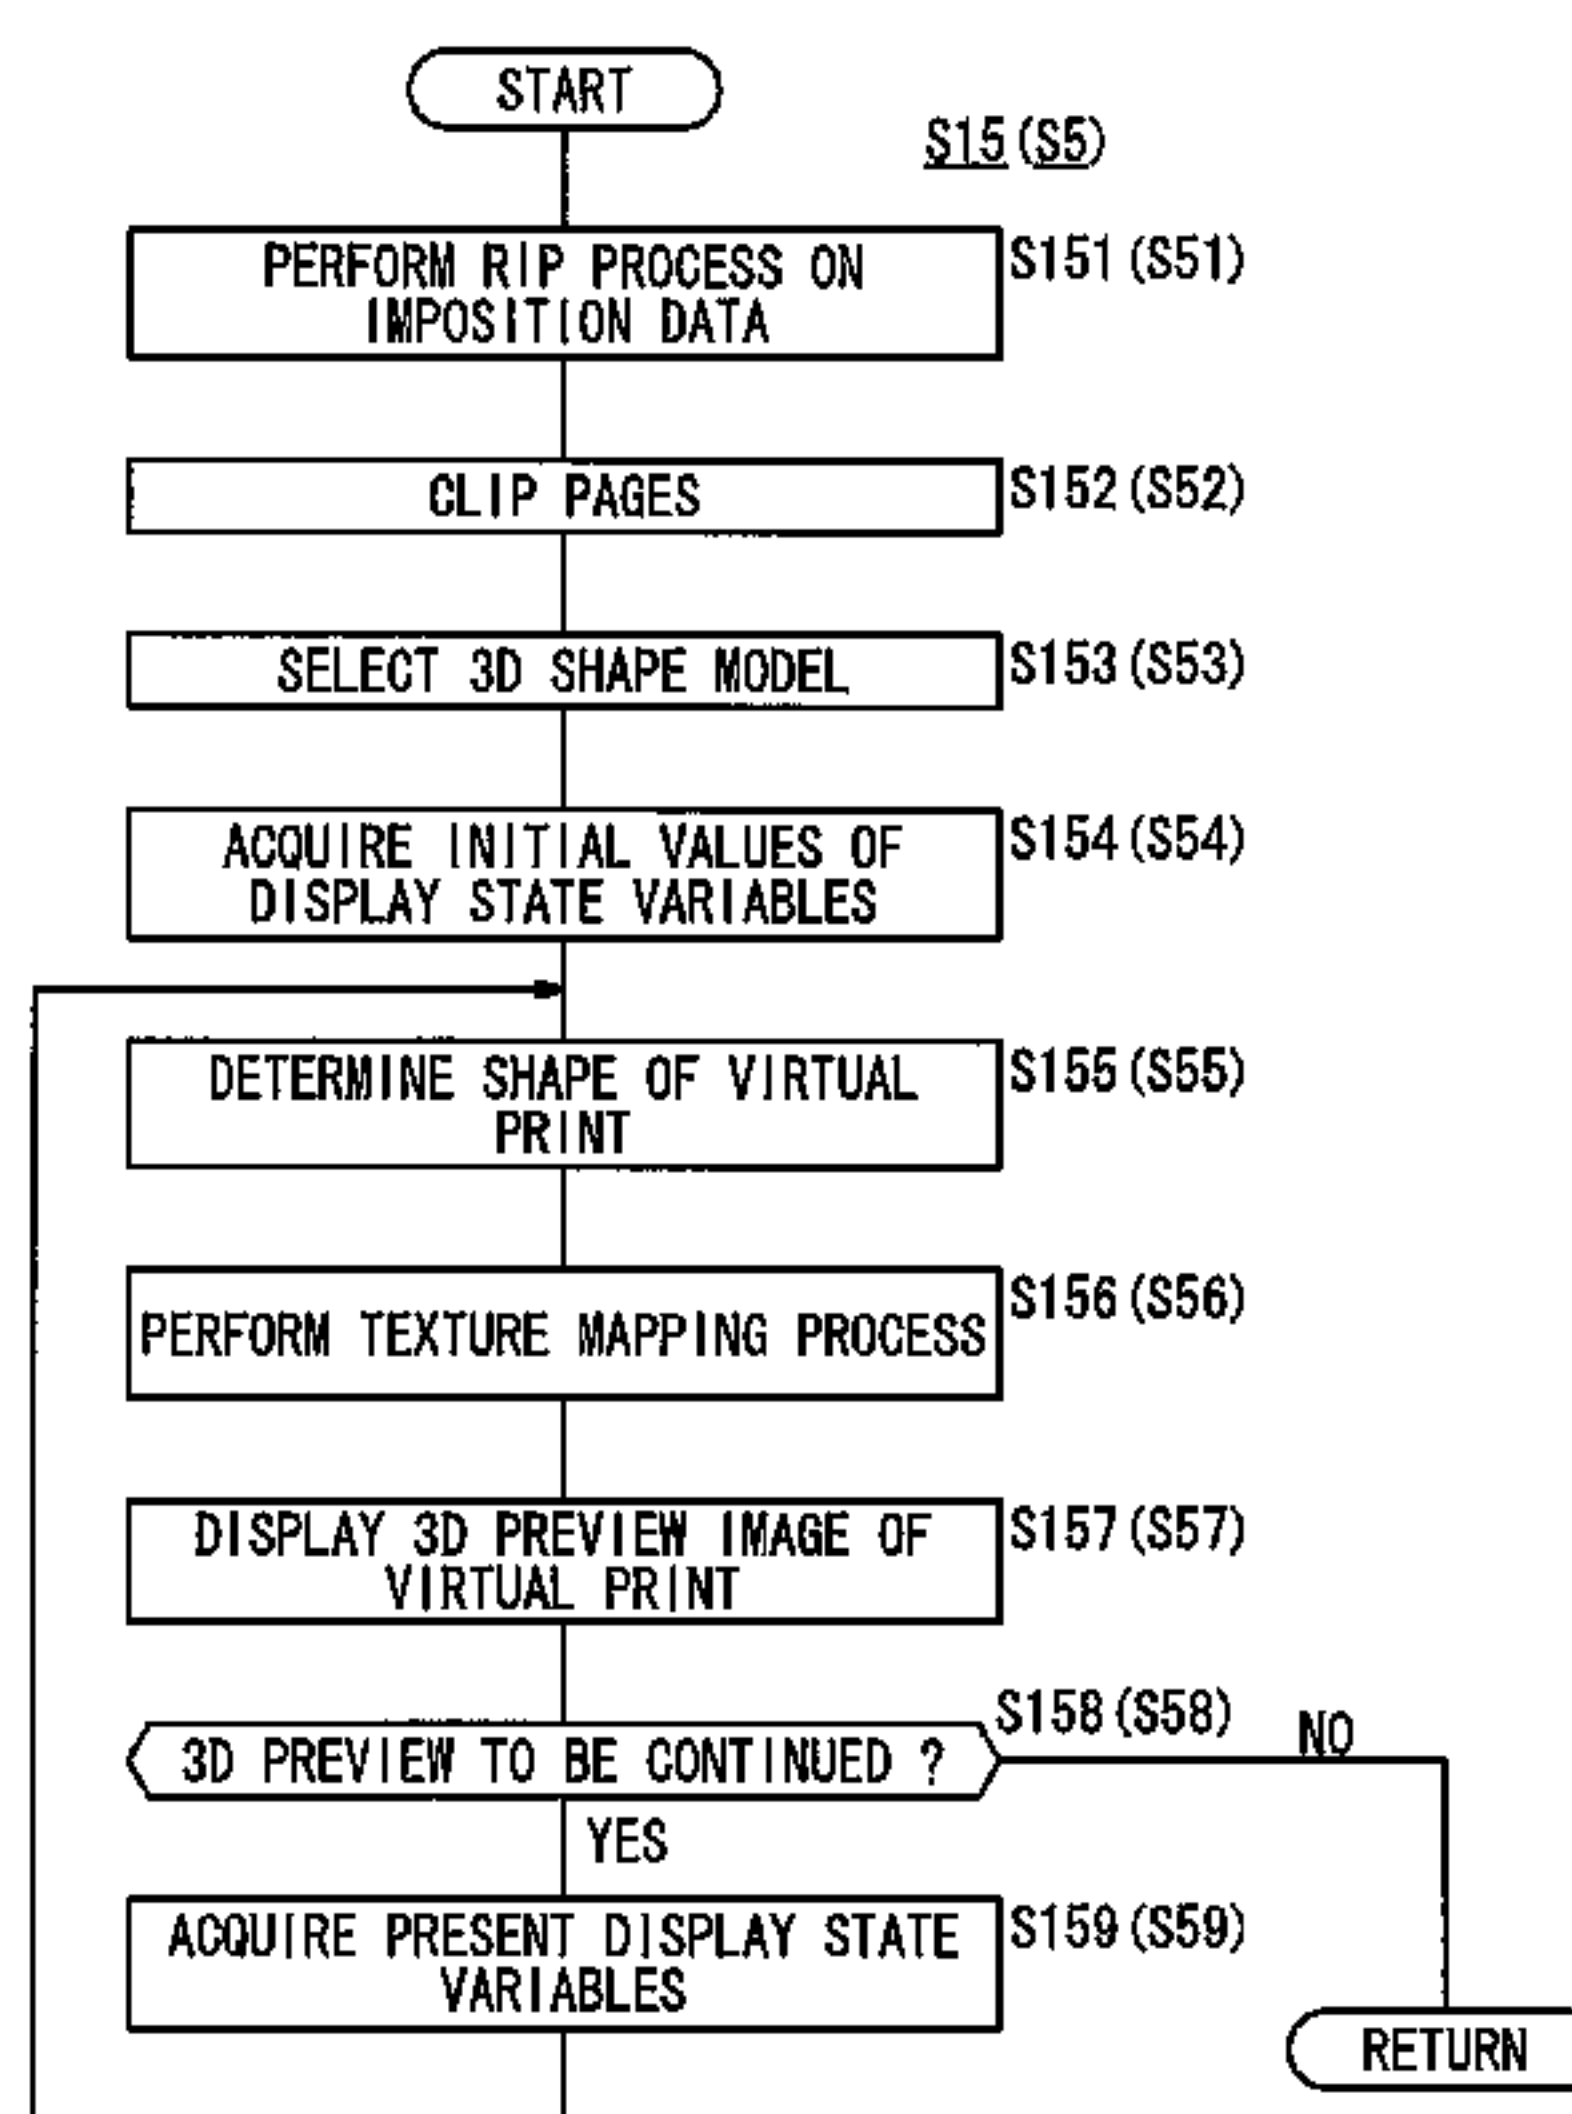 START
S15(S5)
PERFORM RIP PROCESS ON
IMPOSITION DATA
S151(S51)
CLIP PAGES
S152(S52)
SELECT 3D SHAPE MODEL
S153(S53)
ACQUIRE INITIAL VALUES OF
DISPLAY STATE VARIABLES
S154(S54)
DETERMINE SHAPE OF VIRTUAL
PRINT
S155(S55)
PERFORM TEXTURE MAPPING PROCESS
S156(S56)
DISPLAY 3D PREVIEW IMAGE OF
VIRTUAL PRINT
S157(S57)
3D PREVIEW TO BE CONTINUED ?
S158(S58)
NO
YES
ACQUIRE PRESENT DISPLAY STATE
VARIABLES
S159(S59)
RETURN